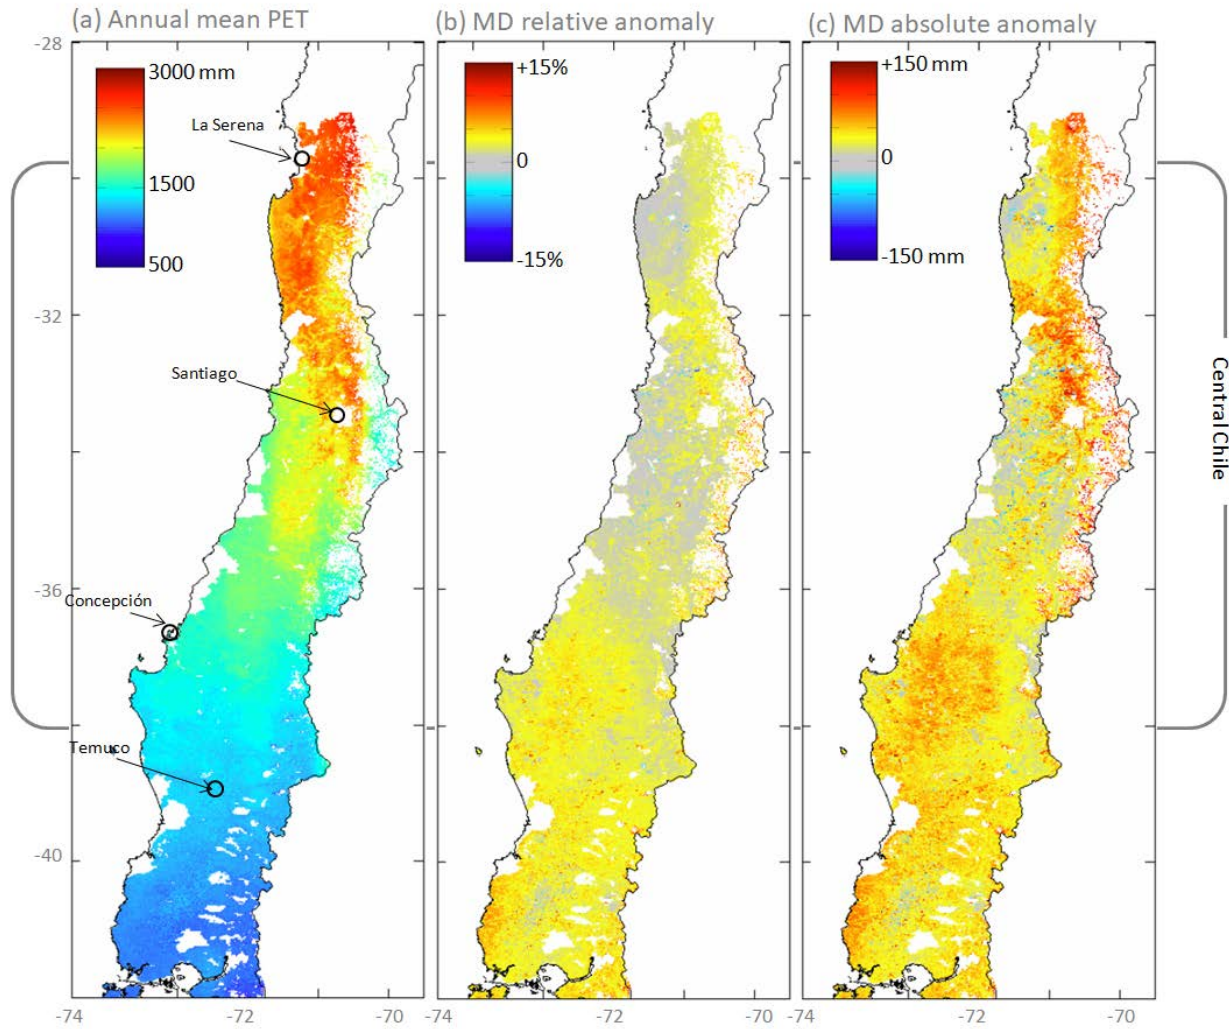 (a) Annual mean PET
(b) MD relative anomaly
(c) MD absolute anomaly
-28
-32
-36
-40
3000 mm
1500
500
La Serena
Santiago
Concepción
Temuco
+15%
0
-15%
+150 mm
0
-150 mm
Central Chile
-74
-72
-70
-74
-72
-70
-74
-72
-70